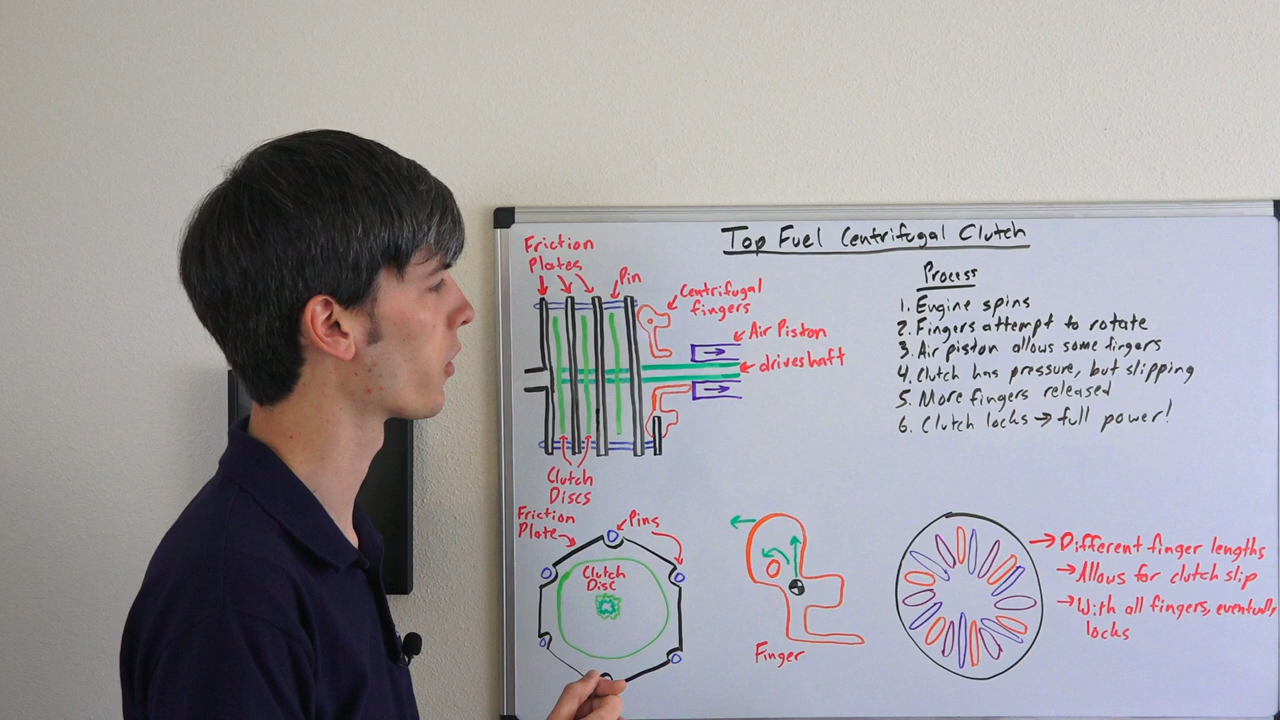 Top Fuel Centrifugal Clutch
Friction
Plates
Pin
Centrifugal
fingers
Air Piston
driveshaft
Clutch
Discs
Process
1. Engine spins
2. Fingers attempt to rotate
3. Air piston allows some fingers
4. Clutch has pressure, but slipping
5. More fingers released
6. Clutch locks → full power!
Friction
Plate
Pins
Clutch
Disc
Finger
→ Different finger lengths
→ Allows for clutch slip
→ With all fingers, eventually
locks